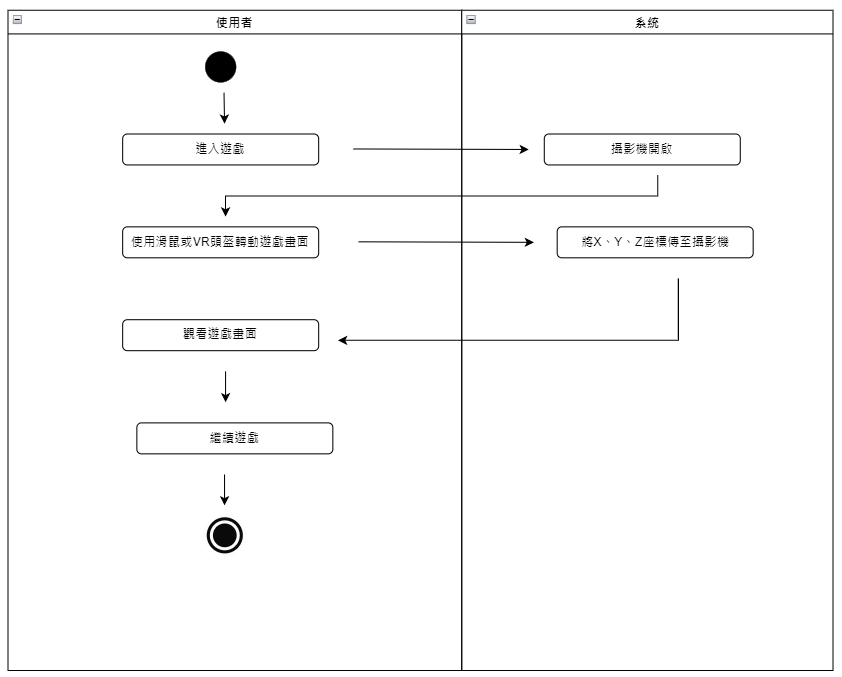 使用者
系統
進入遊戲
攝影機開啟
使用滑鼠或VR頭盔轉動遊戲畫面
將X、Y、Z座標傳至攝影機
觀看遊戲畫面
繼續遊戲